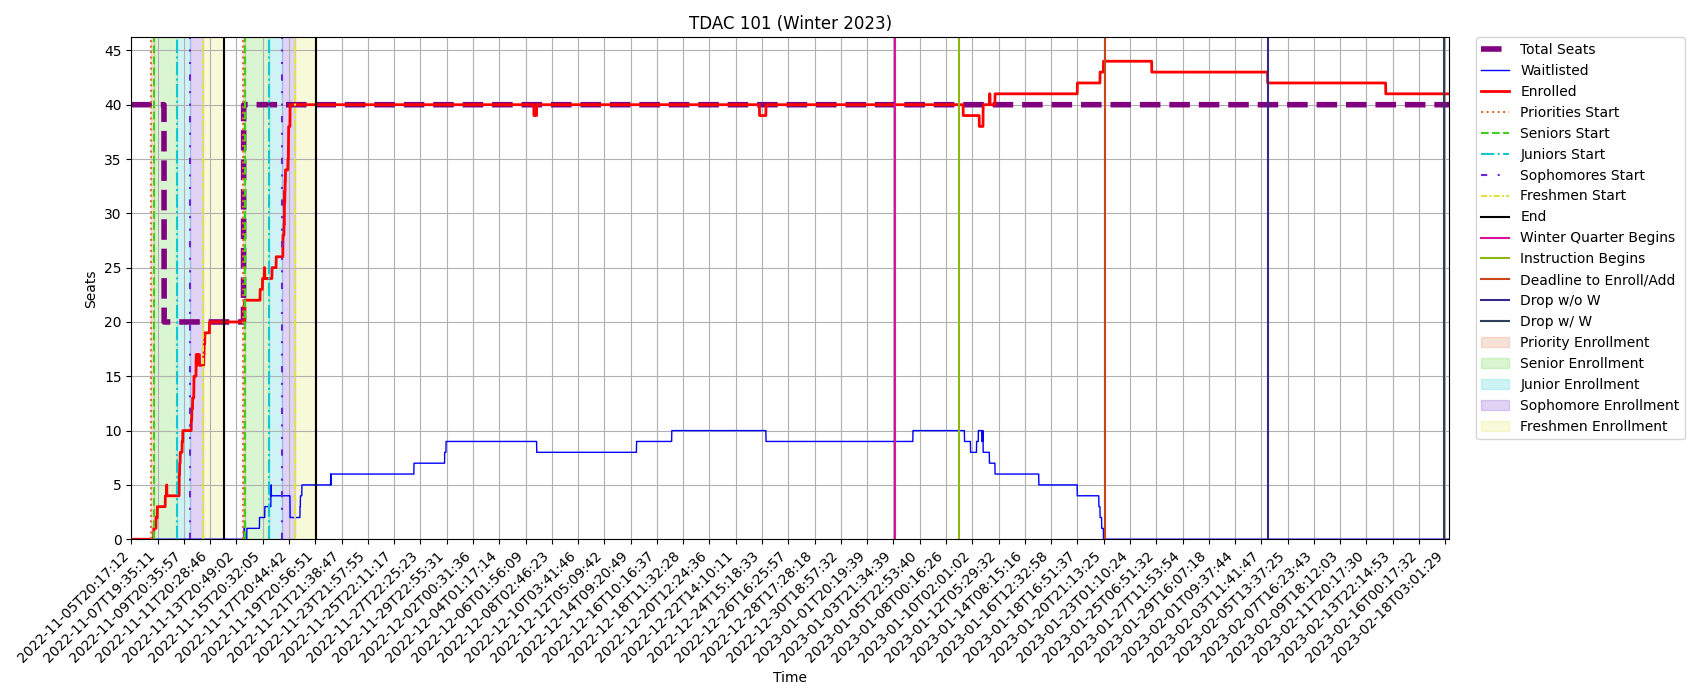 TDAC 101 (Winter 2023)
45
40
35
30
25
20
15
10
5
0
Seats
2022-11-05T20:17:12
2022-11-07T19:35:11
2022-11-09T20:35:57
2022-11-11T20:28:46
2022-11-13T20:49:02
2022-11-15T20:32:05
2022-11-17T20:44:42
2022-11-19T20:56:51
2022-11-21T21:38:47
2022-11-23T21:57:55
2022-11-25T22:11:17
2022-11-27T22:25:23
2022-11-29T22:55:31
2022-12-02T00:31:36
2022-12-04T01:17:14
2022-12-06T01:56:09
2022-12-08T02:46:23
2022-12-10T03:41:46
2022-12-12T05:09:42
2022-12-14T09:20:49
2022-12-16T10:16:37
2022-12-18T11:32:28
2022-12-20T12:24:36
2022-12-22T14:10:11
2022-12-24T15:18:33
2022-12-26T16:25:57
2022-12-28T17:28:18
2022-12-30T18:57:32
2023-01-01T20:19:39
2023-01-03T21:34:39
2023-01-05T22:53:40
2023-01-08T00:16:26
2023-01-10T02:01:02
2023-01-12T05:29:32
2023-01-14T08:15:16
2023-01-16T12:32:58
2023-01-18T16:51:37
2023-01-20T21:13:25
2023-01-23T01:10:24
2023-01-25T06:51:32
2023-01-27T11:53:54
2023-01-29T16:07:18
2023-02-01T09:37:44
2023-02-03T11:41:47
2023-02-05T13:37:25
2023-02-07T16:23:43
2023-02-09T18:12:03
2023-02-11T20:17:30
2023-02-13T22:14:53
2023-02-16T00:17:32
2023-02-18T03:01:29
Time
Total Seats
Waitlisted
Enrolled
Priorities Start
Seniors Start
Juniors Start
Sophomores Start
Freshmen Start
End
Winter Quarter Begins
Instruction Begins
Deadline to Enroll/Add
Drop w/o W
Drop w/ W
Priority Enrollment
Senior Enrollment
Junior Enrollment
Sophomore Enrollment
Freshmen Enrollment